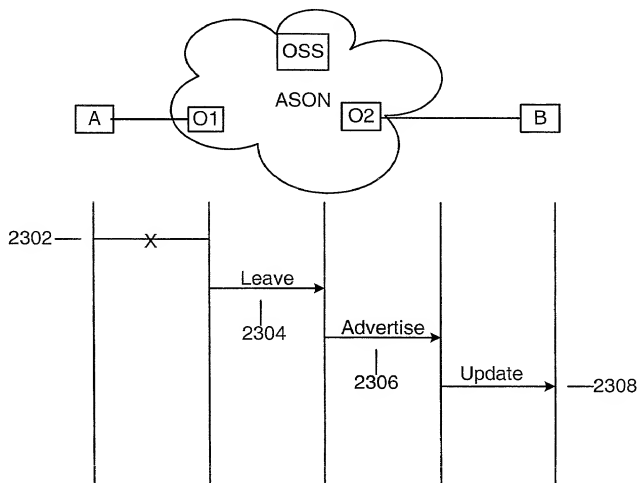 OSS
ASON
A
O1
O2
B
2302
X
Leave
2304
Advertise
2306
Update
2308